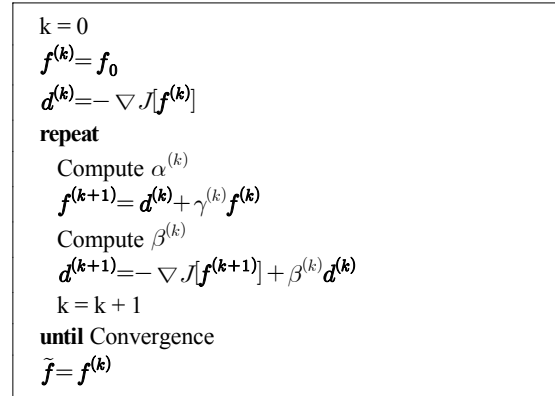 k = 0
f^(k) = f_0
d^(k) = − ∇J[f^(k)]
repeat
Compute α^(k)
f^(k+1) = d^(k) + γ^(k) f^(k)
Compute β^(k)
d^(k+1) = − ∇J[f^(k+1)] + β^(k) d^(k)
k = k + 1
until Convergence
f̃ = f^(k)